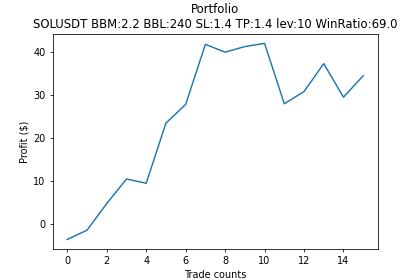 Portfolio
SOLUSDT BBM:2.2 BBL:240 SL:1.4 TP:1.4 lev:10 WinRatio:69.0
40
30
20
10
0
Profit ($)
0 2 4 6 8 10 12 14
Trade counts